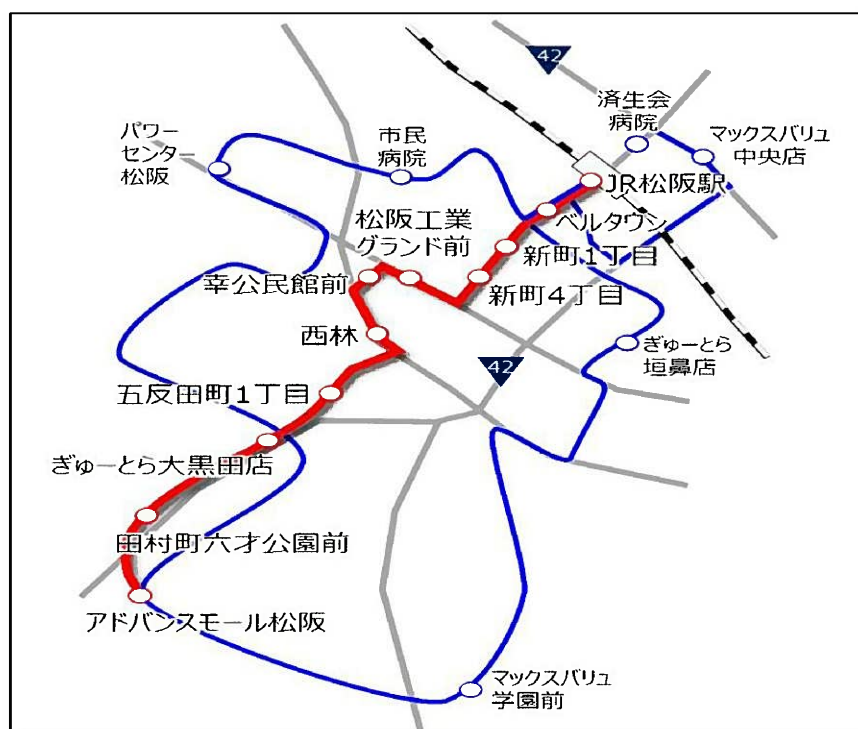 42
済生会
病院
パワー
センター
松阪
市民
病院
マックスバリュ
中央店
JR松阪駅
ベルタウン
松阪工業
グランド前
新町1丁目
幸公民館前
新町4丁目
西林
ぎゅーとら
垣鼻店
42
五反田町1丁目
ぎゅーとら大黒田店
田村町六才公園前
アドバンスモール松阪
マックスバリュ
学園前